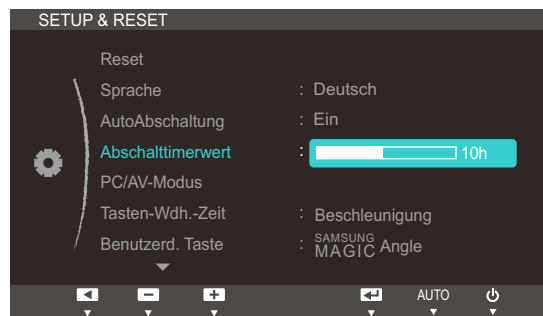 SETUP & RESET
Reset
Sprache : Deutsch
AutoAbschaltung : Ein
Abschalttimerwert : 10h
PC/AV-Modus
Tasten-Wdh.-Zeit : Beschleunigung
Benutzerd. Taste : SAMSUNG MAGIC Angle
AUTO